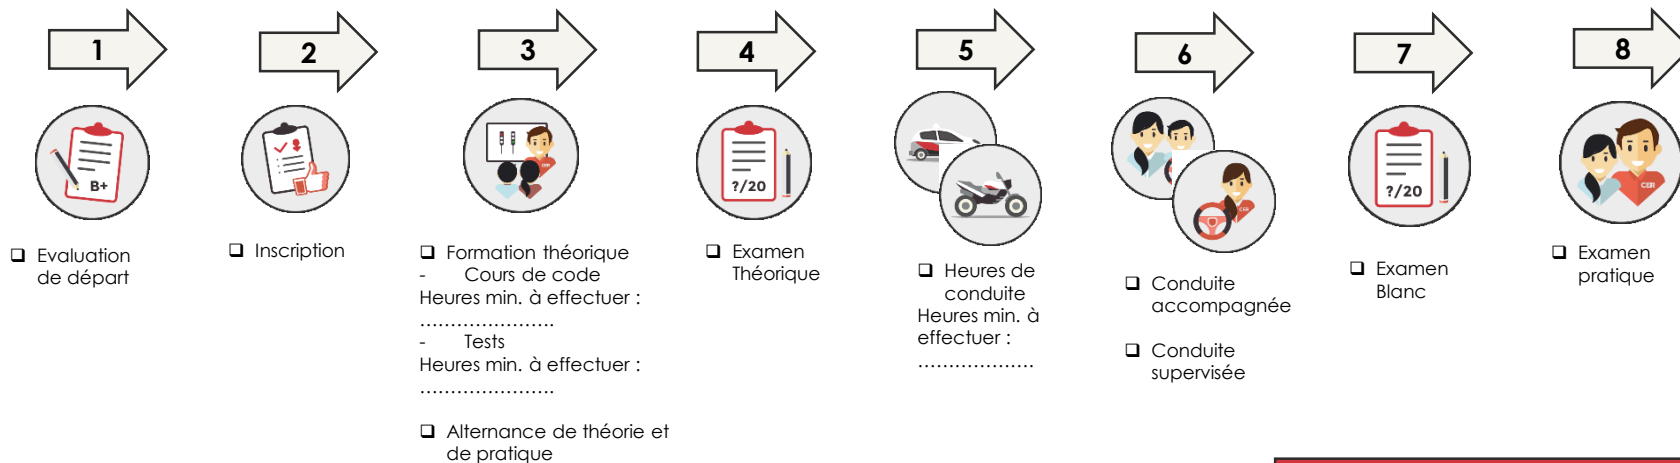 1
2
3
4
5
6
7
8
B+
?/20
CER
?/20
CER
❑ Evaluation
de départ
❑ Inscription
❑ Formation théorique
- Cours de code
Heures min. à effectuer :
......................
- Tests
Heures min. à effectuer :
......................
❑ Alternance de théorie et
de pratique
❑ Examen
Théorique
❑ Heures de
conduite
Heures min. à
effectuer :
...................
❑ Conduite
accompagnée
❑ Conduite
supervisée
❑ Examen
Blanc
❑ Examen
pratique